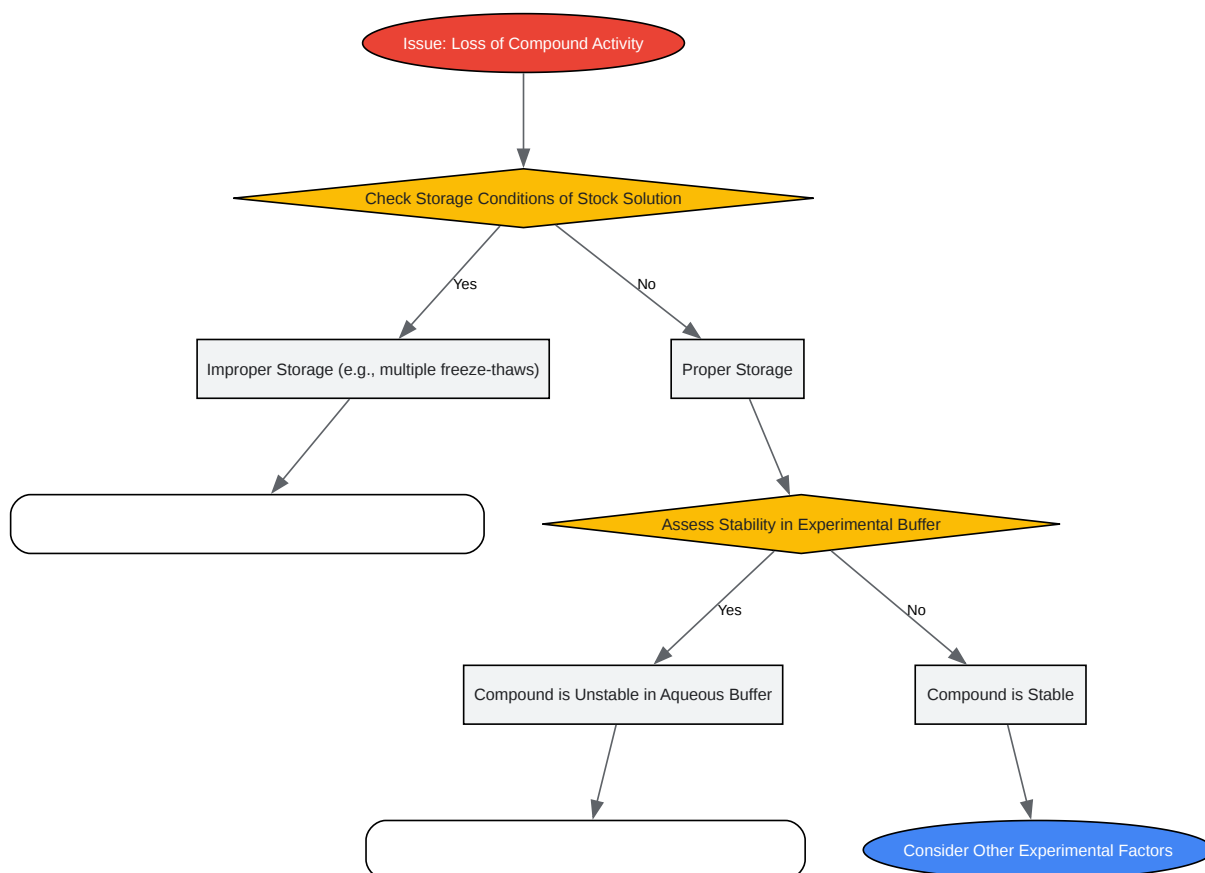 Issue: Loss of Compound Activity
Check Storage Conditions of Stock Solution
Yes
No
Improper Storage (e.g., multiple freeze-thaws)
Proper Storage
Assess Stability in Experimental Buffer
Yes
No
Compound is Unstable in Aqueous Buffer
Compound is Stable
Consider Other Experimental Factors